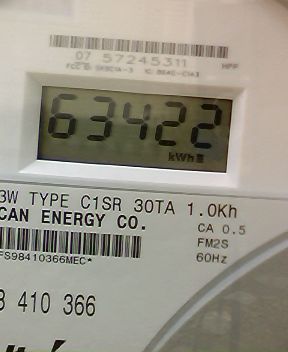 07 57245311
63422
kWh
3W TYPE C1SR 30TA 1.0Kh
CAN ENERGY CO.
CA 0.5
FM2S
60Hz
FS98410366MEC*
410 366